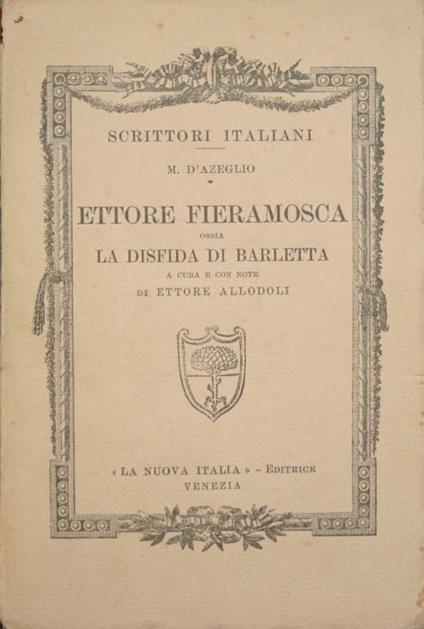 SCRITTORI ITALIANI
M. D'AZEGLIO
ETTORE FIERAMOSCA
OSSIA
LA DISFIDA DI BARLETTA
A CURA E CON NOTE
DI ETTORE ALLODOLI
« LA NUOVA ITALIA » - EDITRICE
VENEZIA